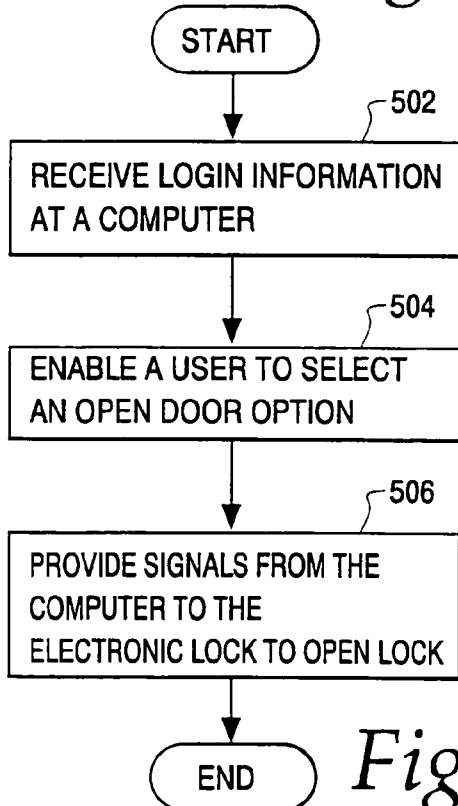 START
502
RECEIVE LOGIN INFORMATION
AT A COMPUTER
504
ENABLE A USER TO SELECT
AN OPEN DOOR OPTION
506
PROVIDE SIGNALS FROM THE
COMPUTER TO THE
ELECTRONIC LOCK TO OPEN LOCK
END
Fig